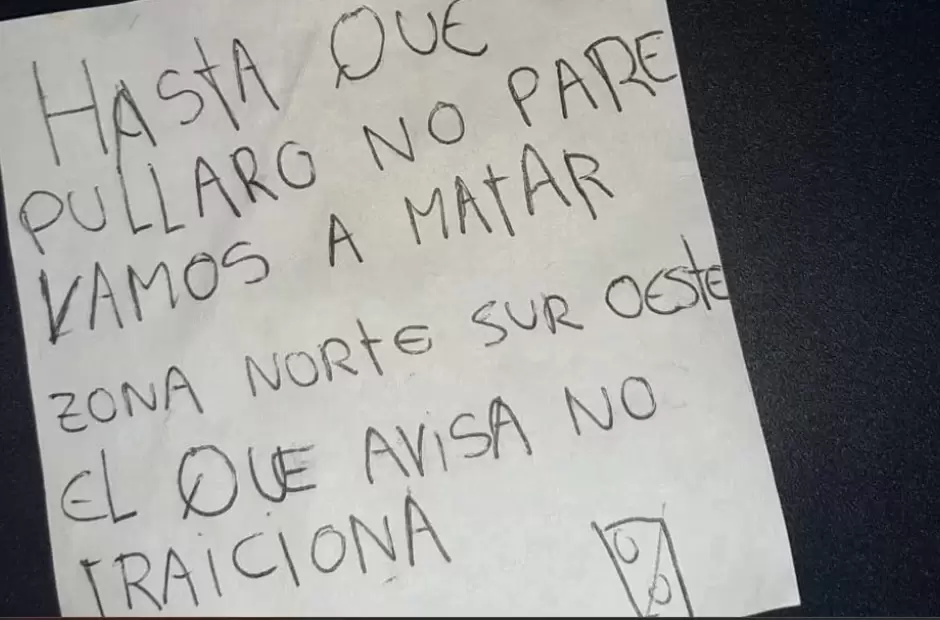 HASTA QUE
PULLARO NO PARE
VAMOS A MATAR
ZONA NORTE SUR OESTE
EL QUE AVISA NO
TRAICIONA